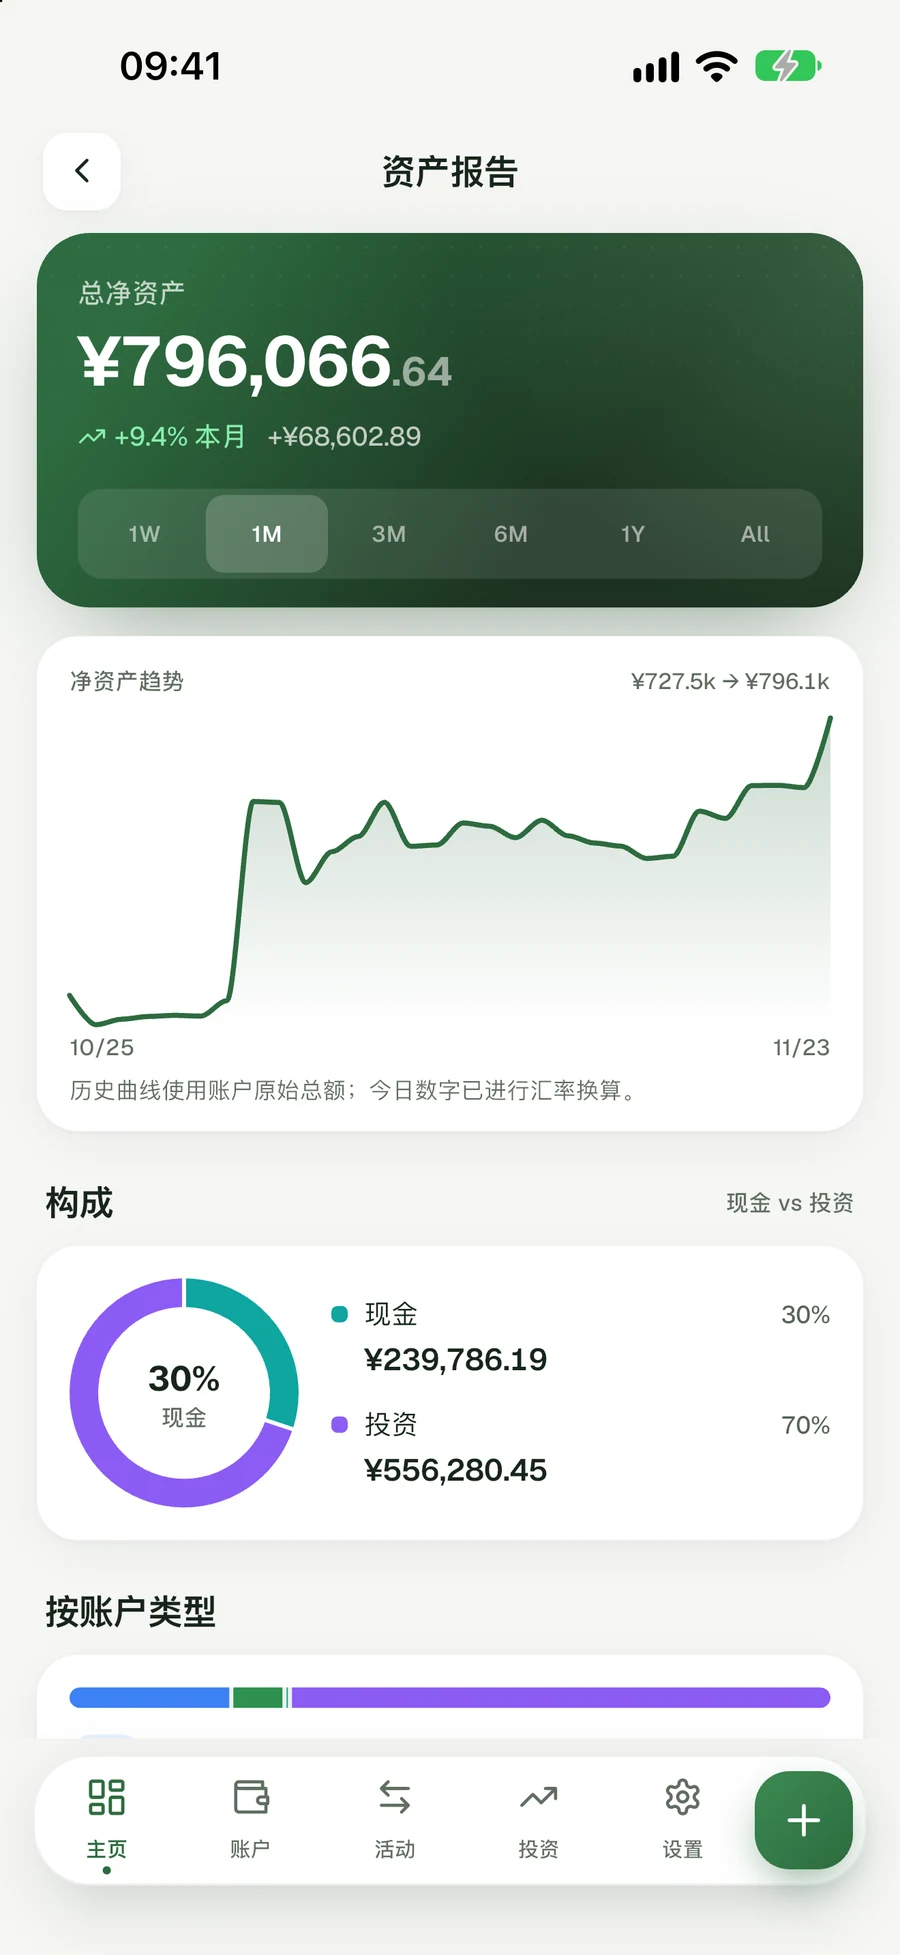 09:41
资产报告
总净资产
¥796,066.64
+9.4% 本月 +¥68,602.89
1W 1M 3M 6M 1Y All
净资产趋势 ¥727.5k → ¥796.1k
10/25 11/23
历史曲线使用账户原始总额；今日数字已进行汇率换算。
构成 现金 vs 投资
30%
现金
现金 30%
¥239,786.19
投资 70%
¥556,280.45
按账户类型
主页 账户 活动 投资 设置